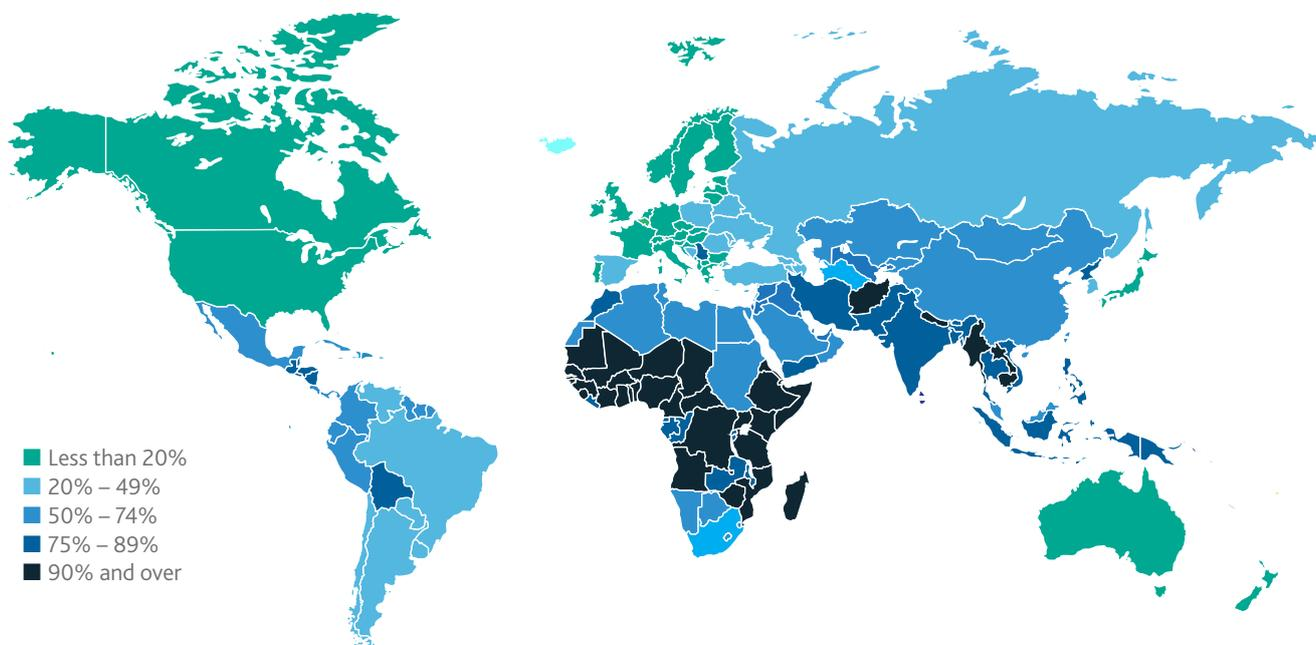 Less than 20%
20% – 49%
50% – 74%
75% – 89%
90% and over